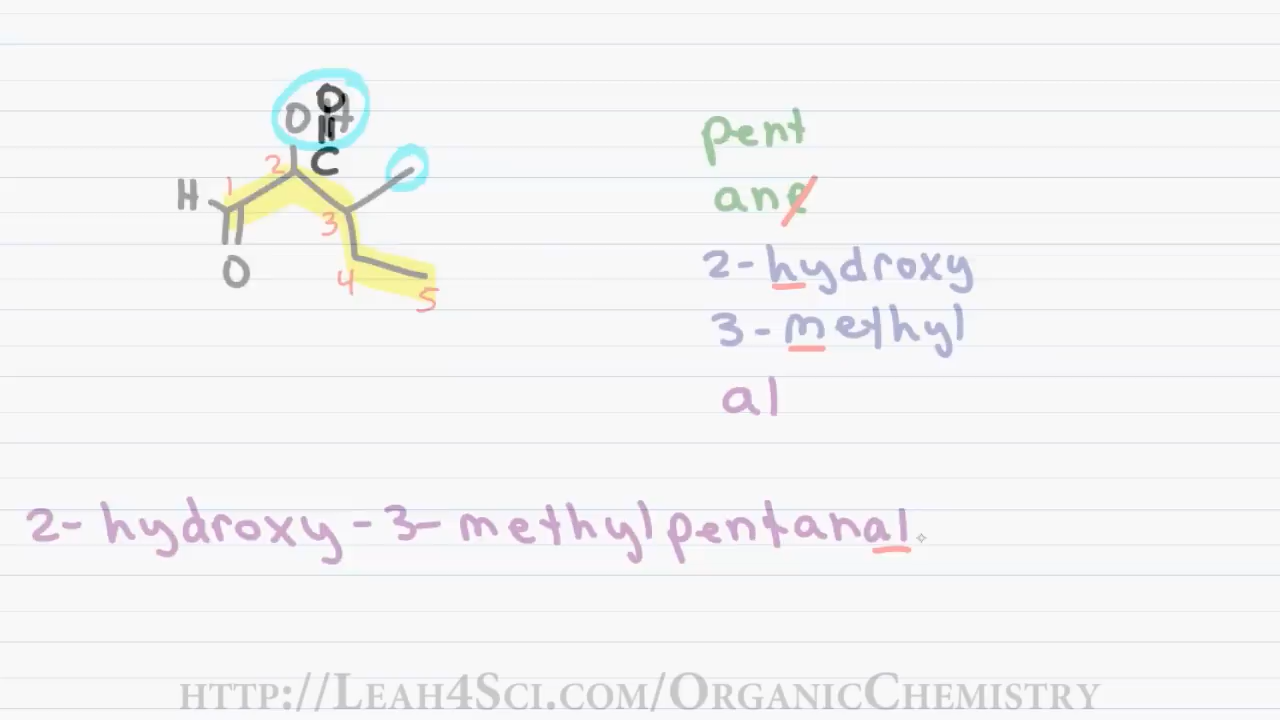 O
OH
C
2
H 1
3
O
4
5
pent
ane
2-hydroxy
3-methyl
al
2-hydroxy-3-methylpentanal
HTTP://LEAH4SCI.COM/ORGANICCHEMISTRY